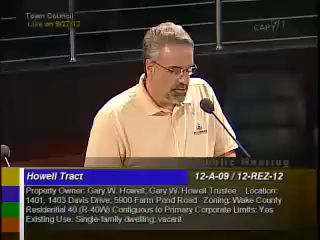 Town Council
Live on 9/27/12
Public Hearing
Howell Tract 12-A-09 / 12-REZ-12
Property Owner: Gary W. Howell; Gary W. Howell Trustee Location:
1401, 1403 Davis Drive; 5900 Farm Pond Road Zoning: Wake County
Residential 40 (R-40W) Contiguous to Primary Corporate Limits: Yes
Existing Use: Single-family dwelling; vacant